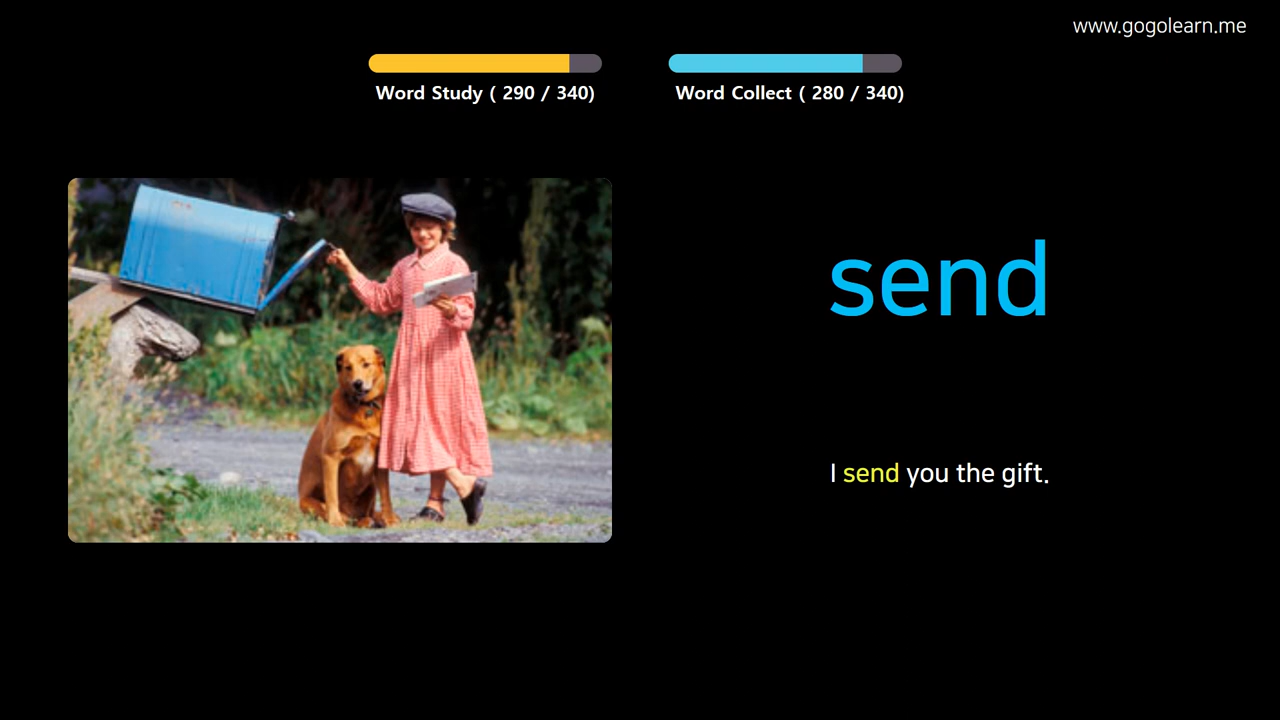 www.gogolearn.me
Word Study ( 290 / 340)
Word Collect ( 280 / 340)
send
I send you the gift.